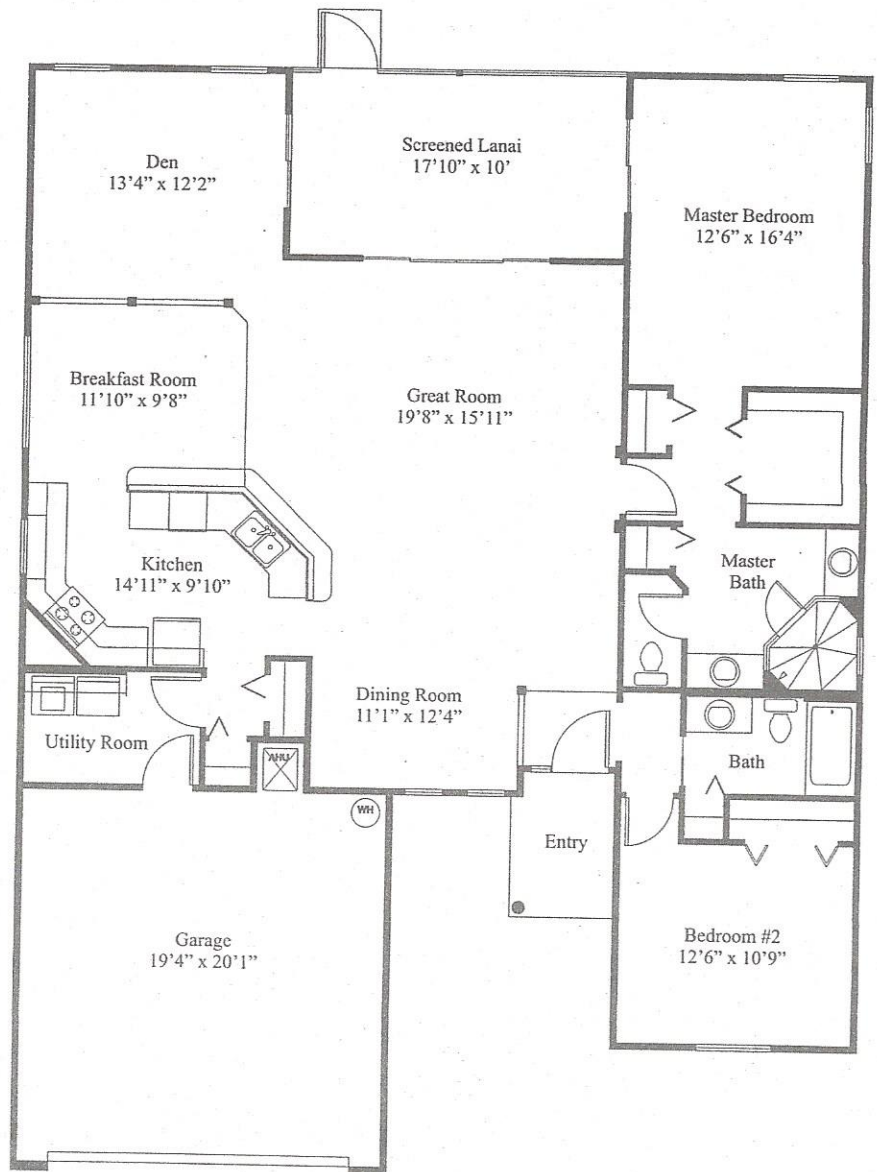 Den
13’4” x 12’2”
Screened Lanai
17’10” x 10’
Master Bedroom
12’6” x 16’4”
Breakfast Room
11’10” x 9’8”
Great Room
19’8” x 15’11”
Kitchen
14’11” x 9’10”
Master
Bath
Dining Room
11’1” x 12’4”
Utility Room
AHU
Bath
WH
Entry
Garage
19’4” x 20’1”
Bedroom #2
12’6” x 10’9”